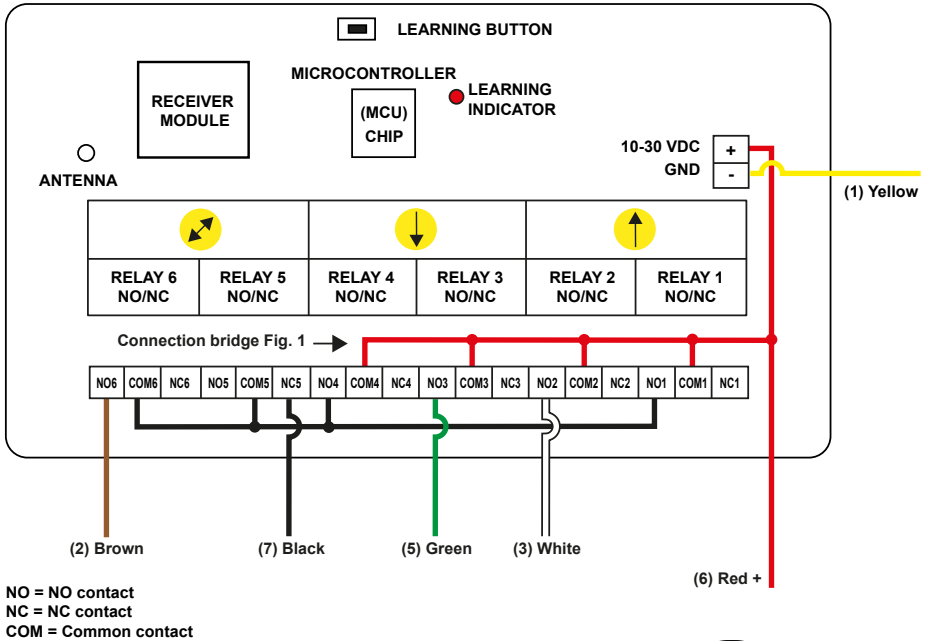 LEARNING BUTTON
MICROCONTROLLER
LEARNING
INDICATOR
RECEIVER
MODULE
(MCU)
CHIP
ANTENNA
10-30 VDC
+
GND
-
(1) Yellow
RELAY 6
NO/NC
RELAY 5
NO/NC
RELAY 4
NO/NC
RELAY 3
NO/NC
RELAY 2
NO/NC
RELAY 1
NO/NC
Connection bridge Fig. 1
NO6 COM6 NC6 NO5 COM5 NC5 NO4 COM4 NC4 NO3 COM3 NC3 NO2 COM2 NC2 NO1 COM1 NC1
(2) Brown
(7) Black
(5) Green
(3) White
(6) Red +
NO = NO contact
NC = NC contact
COM = Common contact